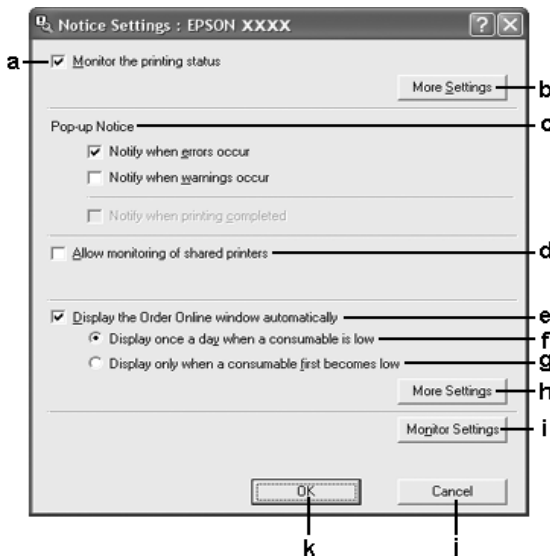 Notice Settings : EPSON XXXX
a
Monitor the printing status
More Settings
b
Pop-up Notice
c
Notify when errors occur
Notify when warnings occur
Notify when printing completed
Allow monitoring of shared printers
d
Display the Order Online window automatically
e
Display once a day when a consumable is low
f
Display only when a consumable first becomes low
g
More Settings
h
Monitor Settings
i
OK
Cancel
k
j